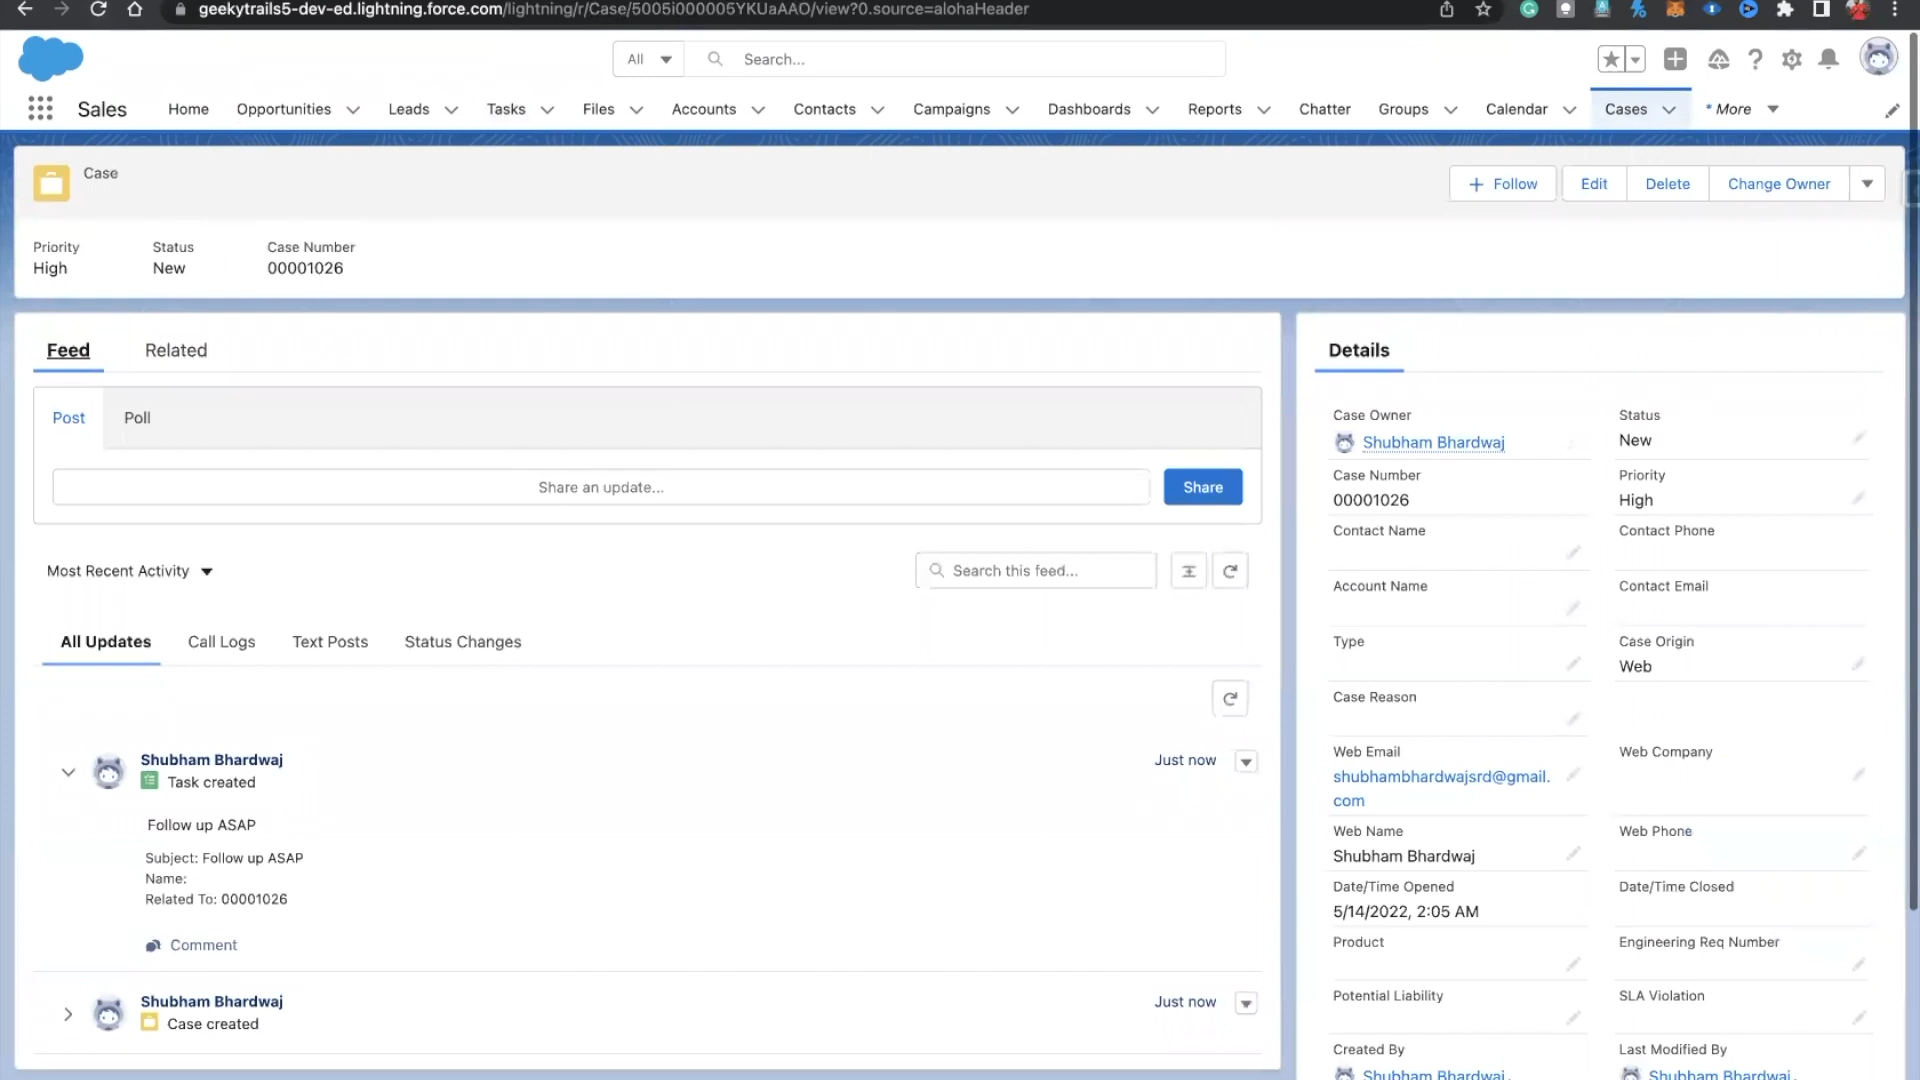 geekytrails5-dev-ed.lightning.force.com/lightning/r/Case/5005i000005YKUaAAO/view?0.source=alohaHeader
All
Search...
Sales
Home
Opportunities
Leads
Tasks
Files
Accounts
Contacts
Campaigns
Dashboards
Reports
Chatter
Groups
Calendar
Cases
* More
Case
Follow
Edit
Delete
Change Owner
Priority
High
Status
New
Case Number
00001026
Feed
Related
Post
Poll
Share an update...
Share
Most Recent Activity
Search this feed...
All Updates
Call Logs
Text Posts
Status Changes
Shubham Bhardwaj
Just now
Task created
Follow up ASAP
Subject: Follow up ASAP
Name:
Related To: 00001026
Comment
Shubham Bhardwaj
Just now
Case created
Details
Case Owner
Shubham Bhardwaj
Status
New
Case Number
00001026
Priority
High
Contact Name
Contact Phone
Account Name
Contact Email
Type
Case Origin
Web
Case Reason
Web Email
shubhambhardwajsrd@gmail.
com
Web Company
Web Name
Shubham Bhardwaj
Web Phone
Date/Time Opened
5/14/2022, 2:05 AM
Date/Time Closed
Product
Engineering Req Number
Potential Liability
SLA Violation
Created By
Shubham Bhardwaj,
Last Modified By
Shubham Bhardwaj,